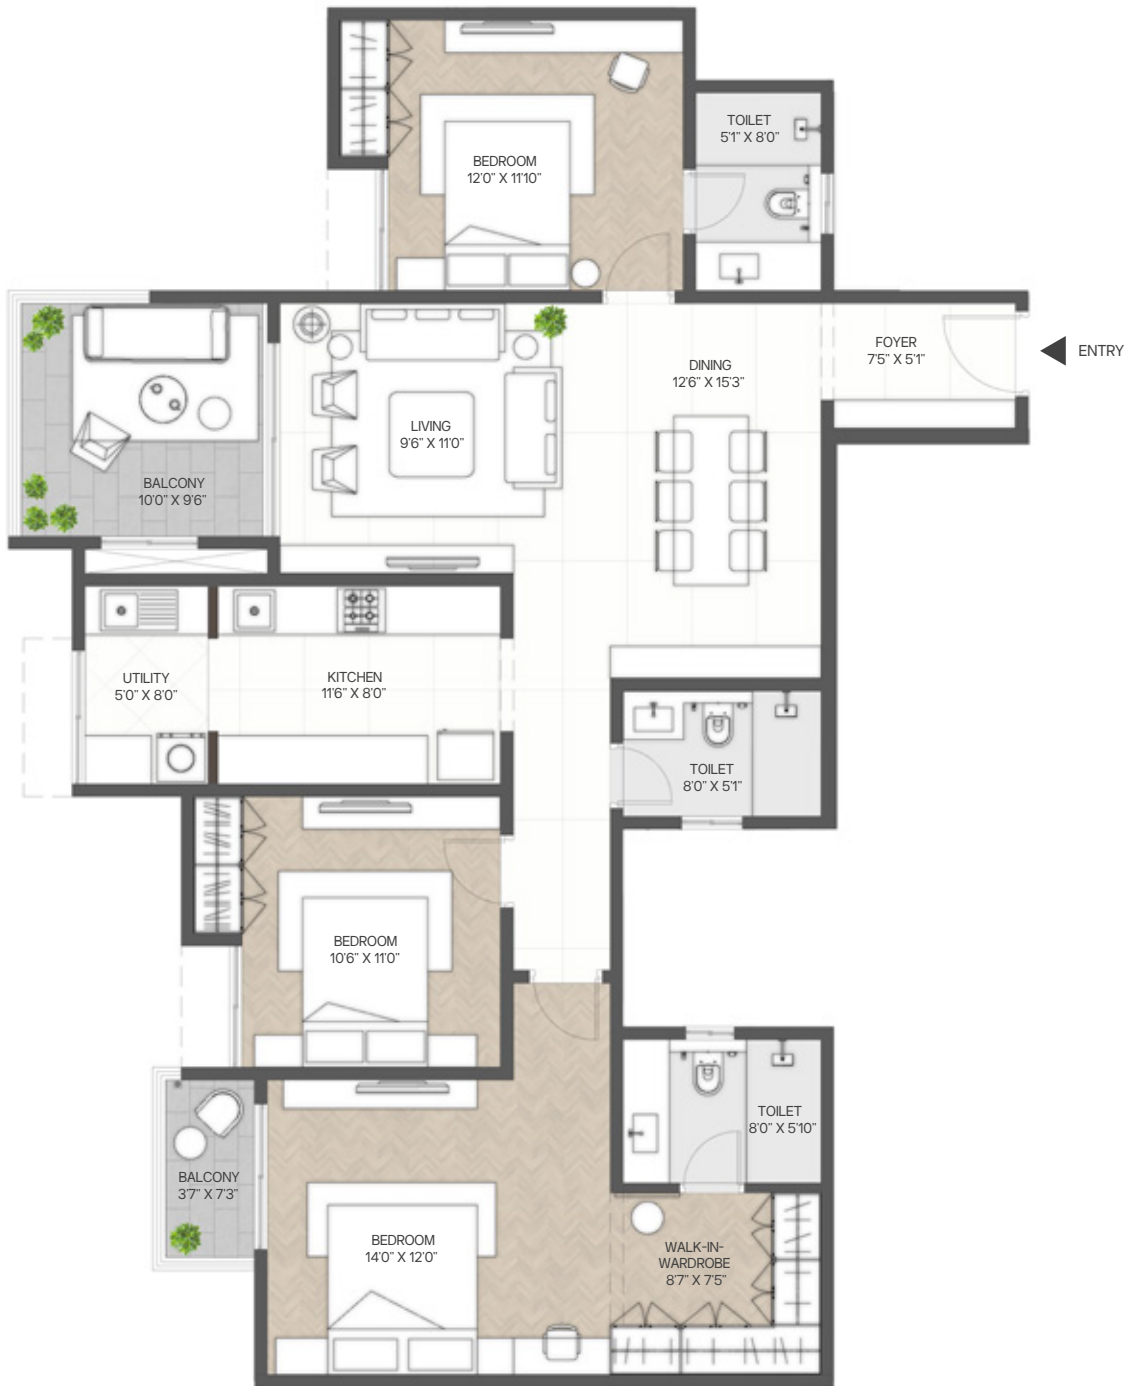 TOILET
5'1" X 8'0"
BEDROOM
12'0" X 11'10"
FOYER
7'5" X 5'1"
ENTRY
DINING
12'6" X 15'3"
LIVING
9'6" X 11'0"
BALCONY
10'0" X 9'6"
UTILITY
5'0" X 8'0"
KITCHEN
11'6" X 8'0"
TOILET
8'0" X 5'1"
BEDROOM
10'6" X 11'0"
TOILET
8'0" X 5'10"
BALCONY
3'7" X 7'3"
BEDROOM
14'0" X 12'0"
WALK-IN-
WARDROBE
8'7" X 7'5"